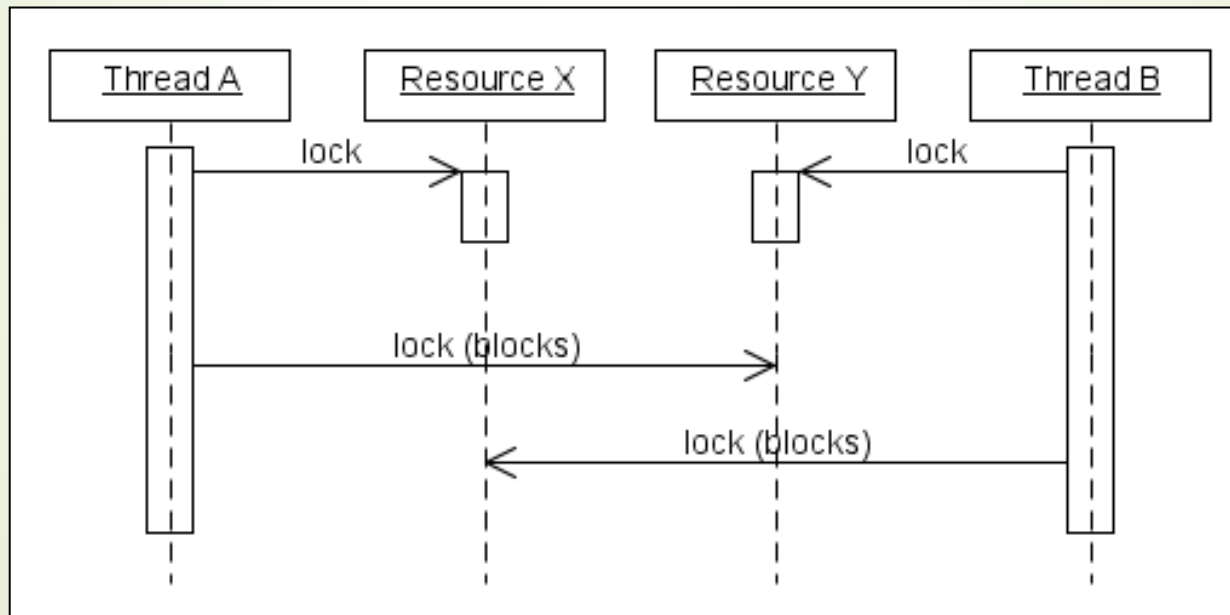 Thread A
Resource X
Resource Y
Thread B
lock
lock
lock (blocks)
lock (blocks)